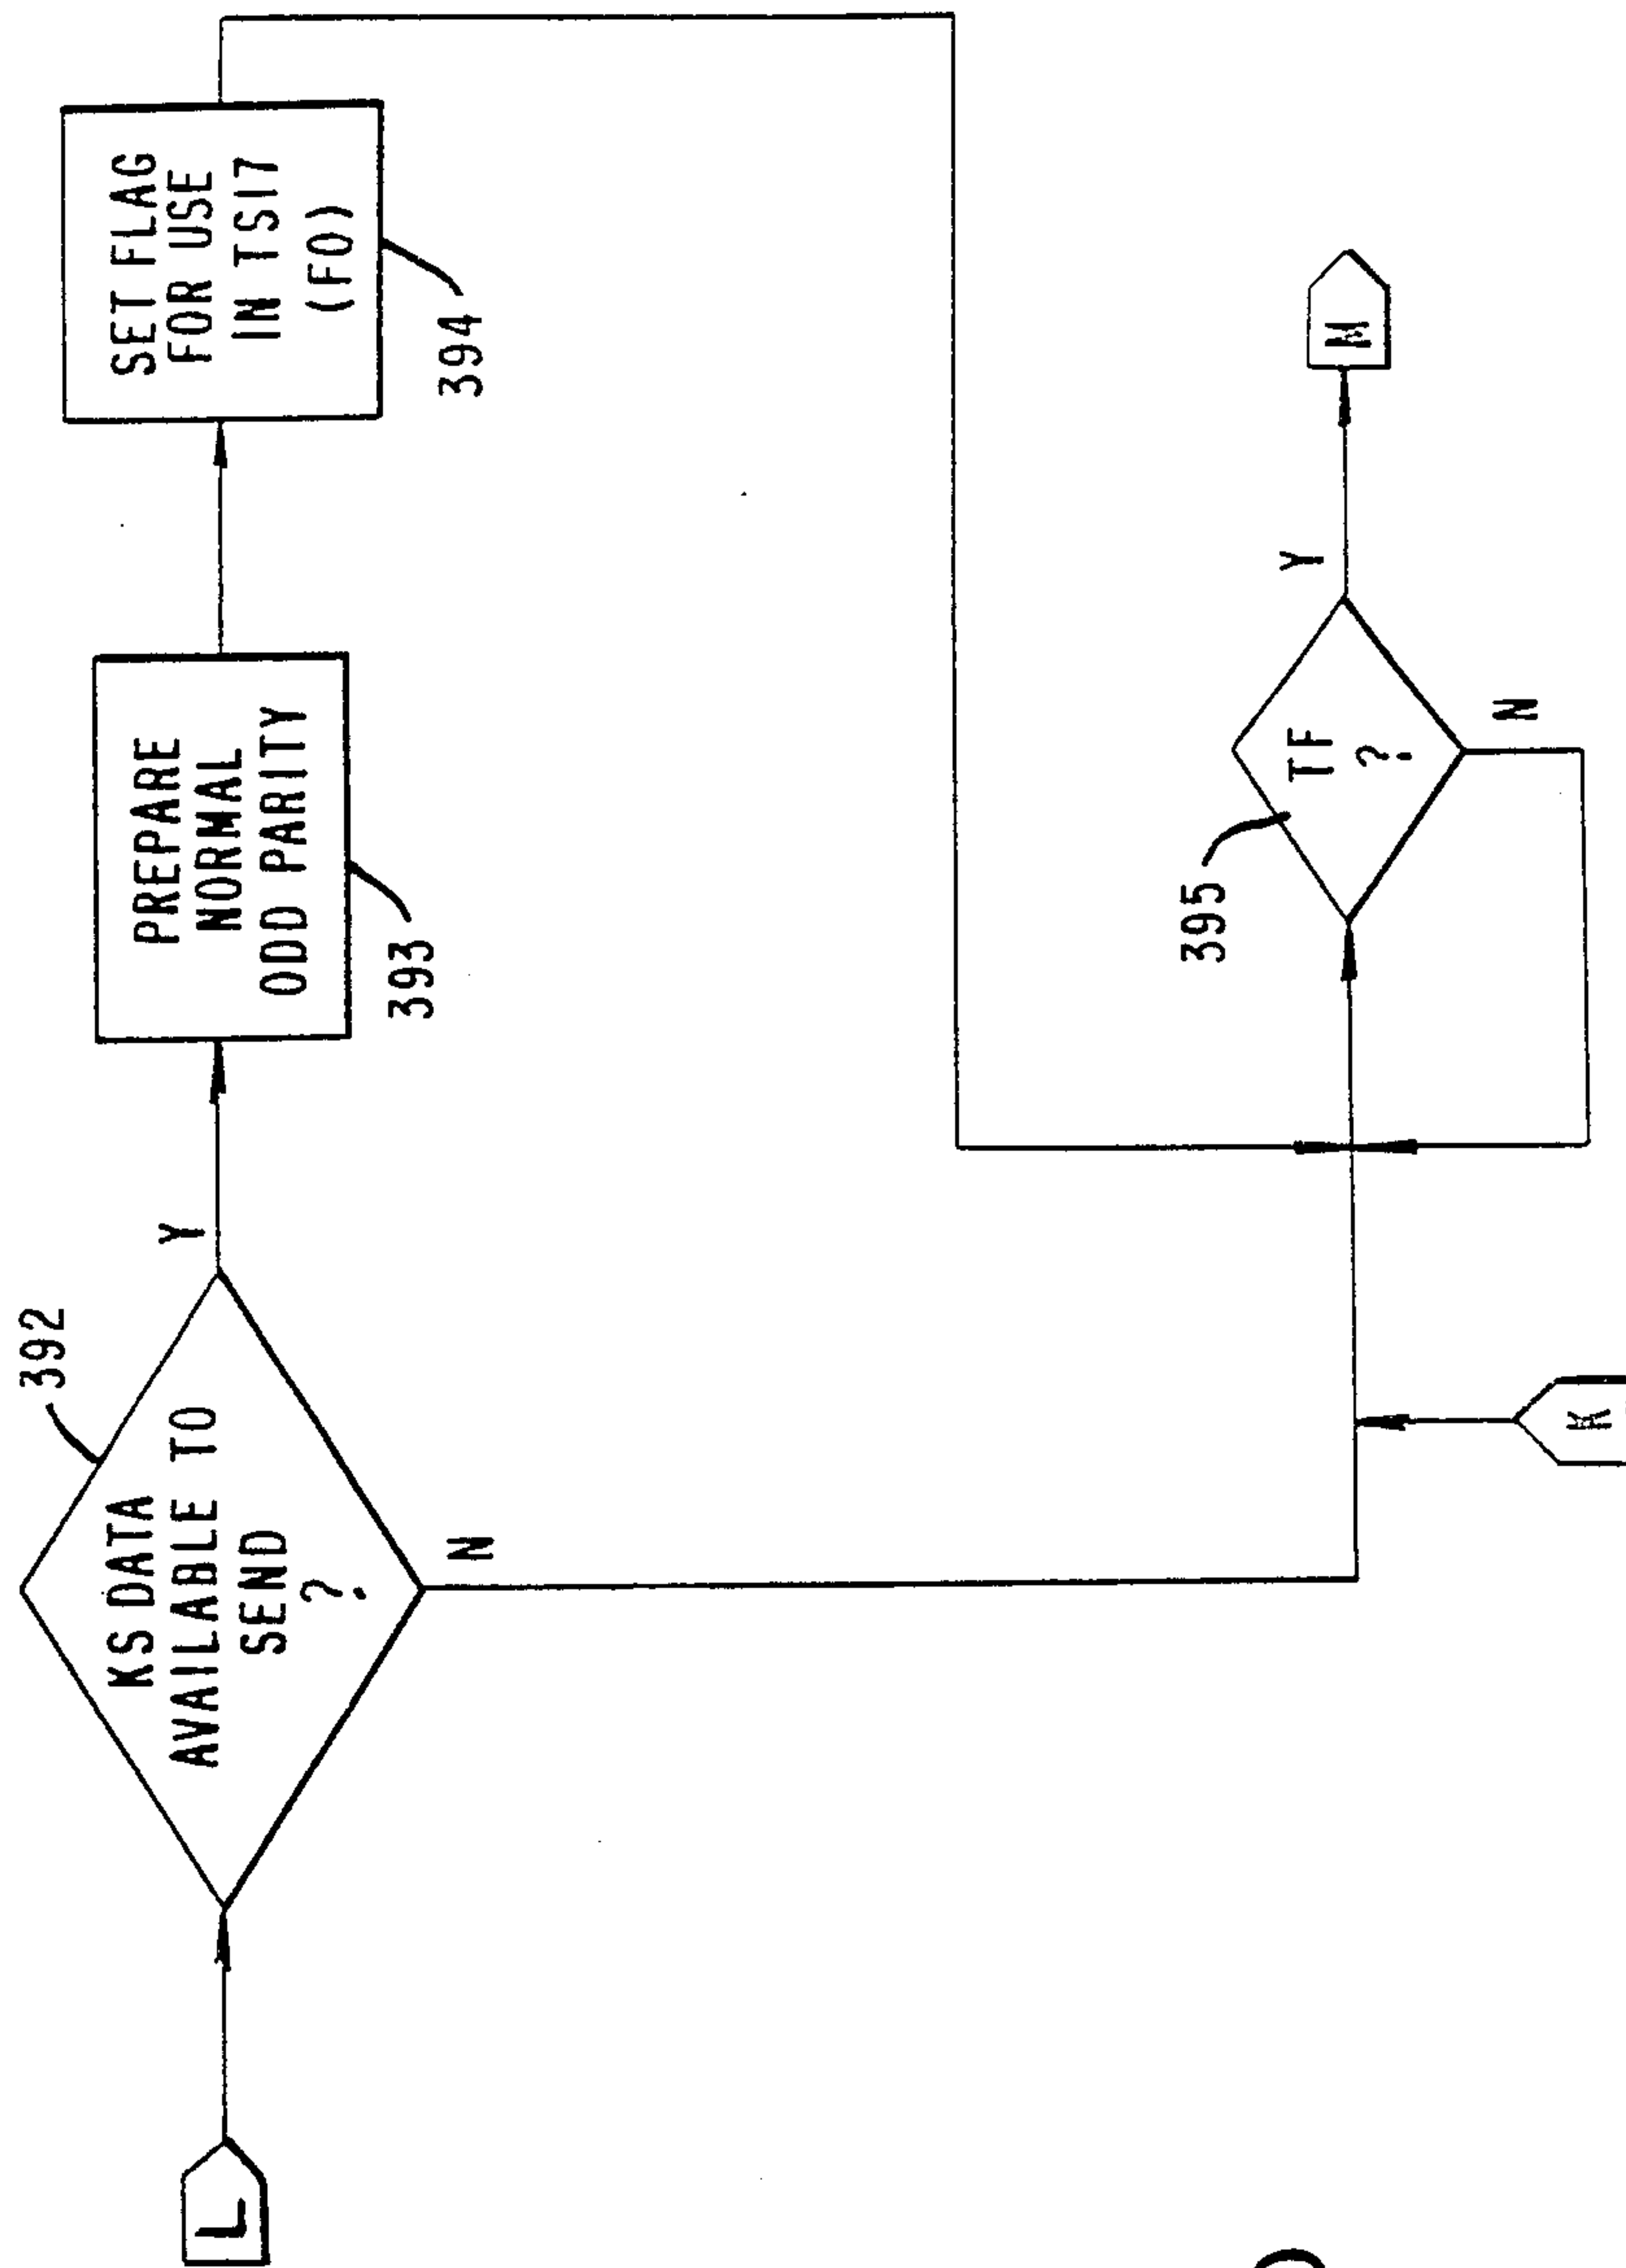 L
392
KS DATA
AVAILABLE TO
SEND
?
Y
N
PREPARE
NORMAL
ODD PARITY
393
SET FLAG
FOR USE
IN TS17
(F0)
394
K
395
TF
?
Y
N
M